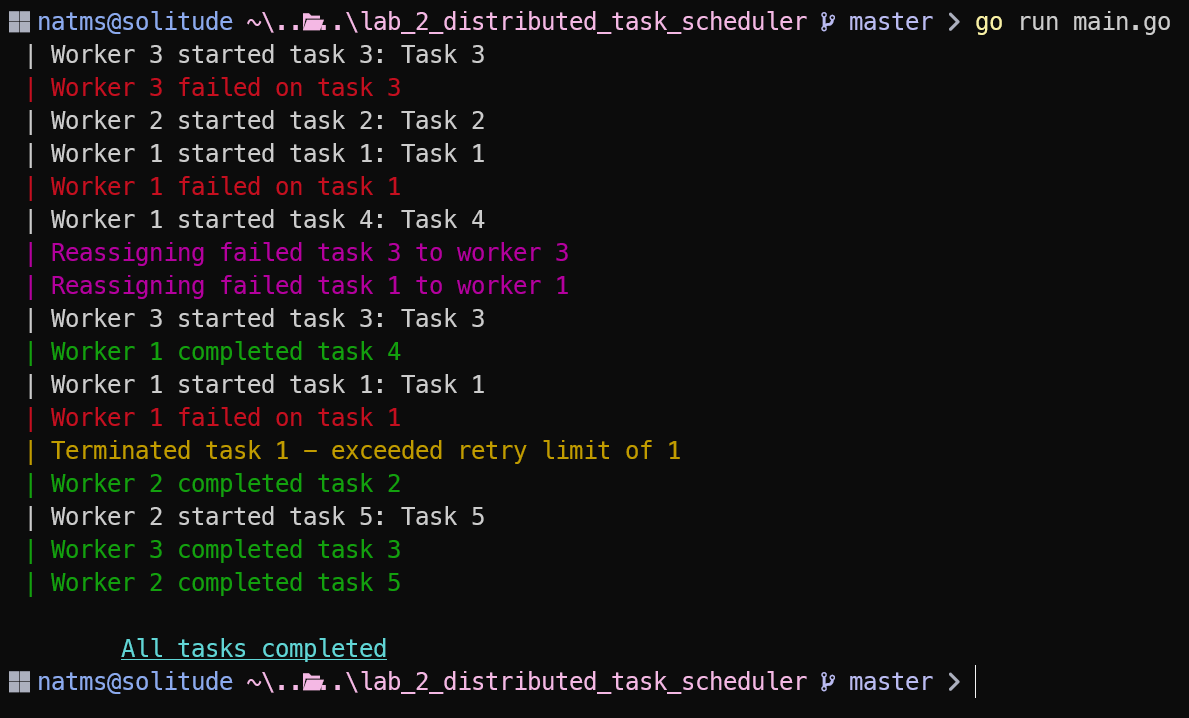 natms@solitude ~\.. ..\lab_2_distributed_task_scheduler master > go run main.go
| Worker 3 started task 3: Task 3
| Worker 3 failed on task 3
| Worker 2 started task 2: Task 2
| Worker 1 started task 1: Task 1
| Worker 1 failed on task 1
| Worker 1 started task 4: Task 4
| Reassigning failed task 3 to worker 3
| Reassigning failed task 1 to worker 1
| Worker 3 started task 3: Task 3
| Worker 1 completed task 4
| Worker 1 started task 1: Task 1
| Worker 1 failed on task 1
| Terminated task 1 – exceeded retry limit of 1
| Worker 2 completed task 2
| Worker 2 started task 5: Task 5
| Worker 3 completed task 3
| Worker 2 completed task 5
All tasks completed
natms@solitude ~\.. ..\lab_2_distributed_task_scheduler master >